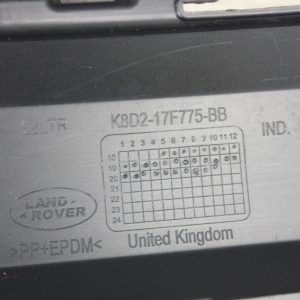 K8D2-17F775-BB
IND.
1 2 3 4 5 6 7 8 9 10 11 12
18
19
20
21
22
23
24
LAND-
-ROVER
>PP+EPDM<
United Kingdom